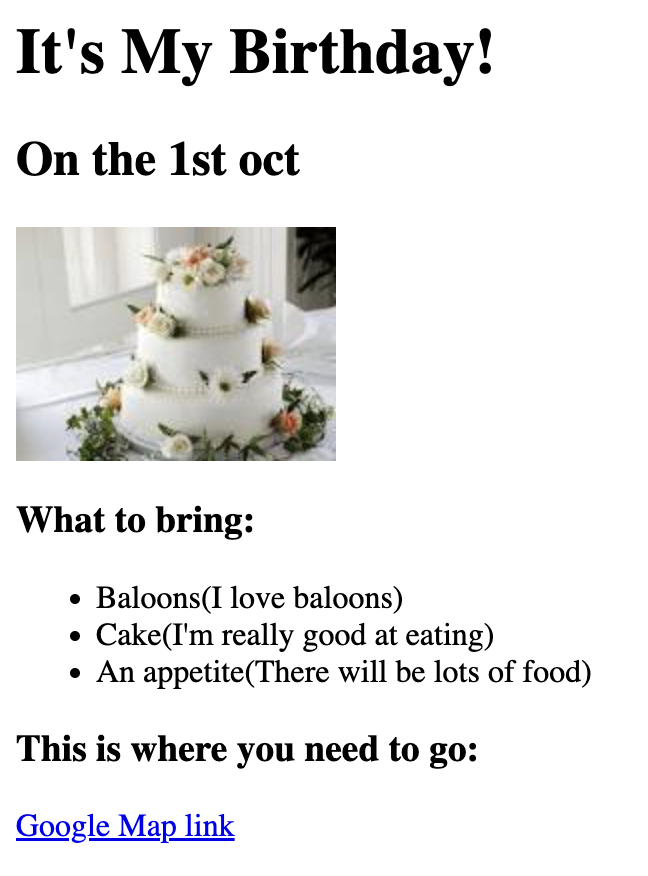 It's My Birthday!
On the 1st oct
What to bring:
Baloons(I love baloons)
Cake(I'm really good at eating)
An appetite(There will be lots of food)
This is where you need to go:
Google Map link